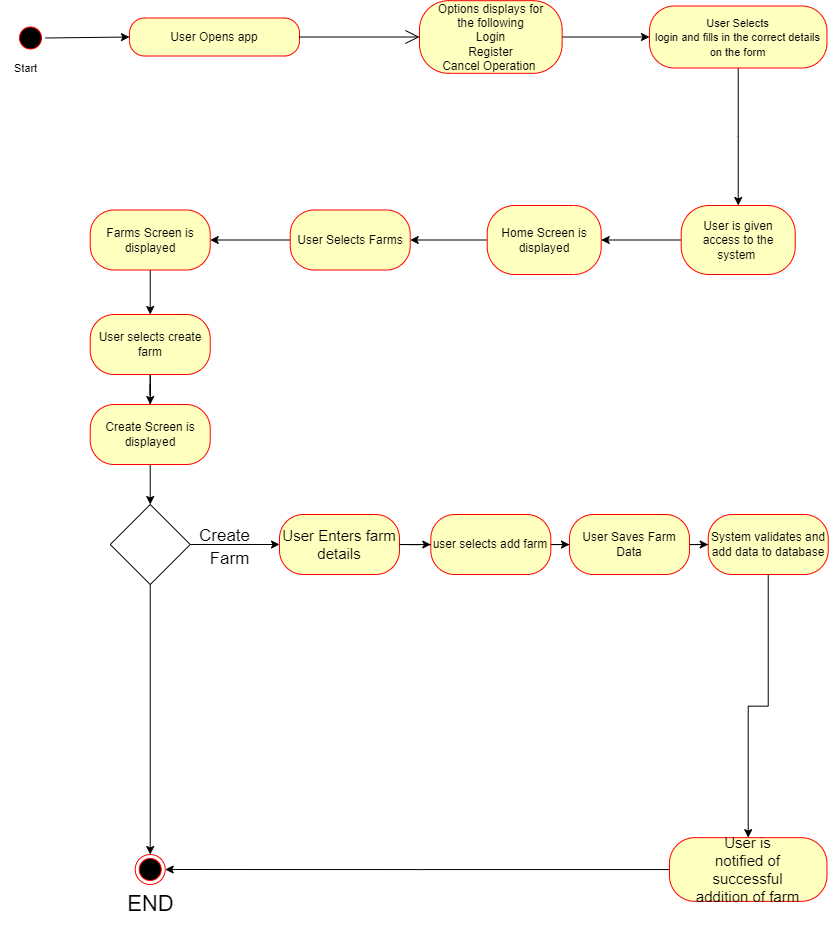 Start
User Opens app
Options displays for
the following
Login
Register
Cancel Operation
User Selects
login and fills in the correct details
on the form
Farms Screen is
displayed
User Selects Farms
Home Screen is
displayed
User is given
access to the
system
User selects create
farm
Create Screen is
displayed
Create
Farm
User Enters farm
details
user selects add farm
User Saves Farm
Data
System validates and
add data to database
User is
notified of
successful
addition of farm
END